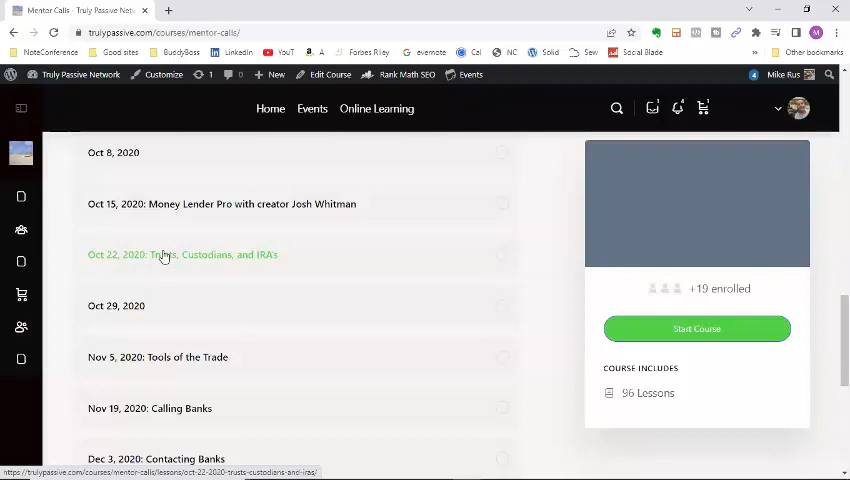 Mentor Calls - Truly Passive Netw
trulypassive.com/courses/mentor-calls/
NoteConference
Good sites
BuddyBoss
LinkedIn
YouT
A
Forbes Riley
evernote
Cal
NC
Solid
Sew
Social Blade
Other bookmarks
Truly Passive Network
Customize
1
0
New
Edit Course
Rank Math SEO
Events
4
Mike Rus
Home
Events
Online Learning
Oct 8, 2020
Oct 15, 2020: Money Lender Pro with creator Josh Whitman
Oct 22, 2020: Trusts, Custodians, and IRA's
Oct 29, 2020
Nov 5, 2020: Tools of the Trade
Nov 19, 2020: Calling Banks
Dec 3, 2020: Contacting Banks
+19 enrolled
Start Course
COURSE INCLUDES
96 Lessons
https://trulypassive.com/courses/mentor-calls/lessons/oct-22-2020-trusts-custodians-and-iras/